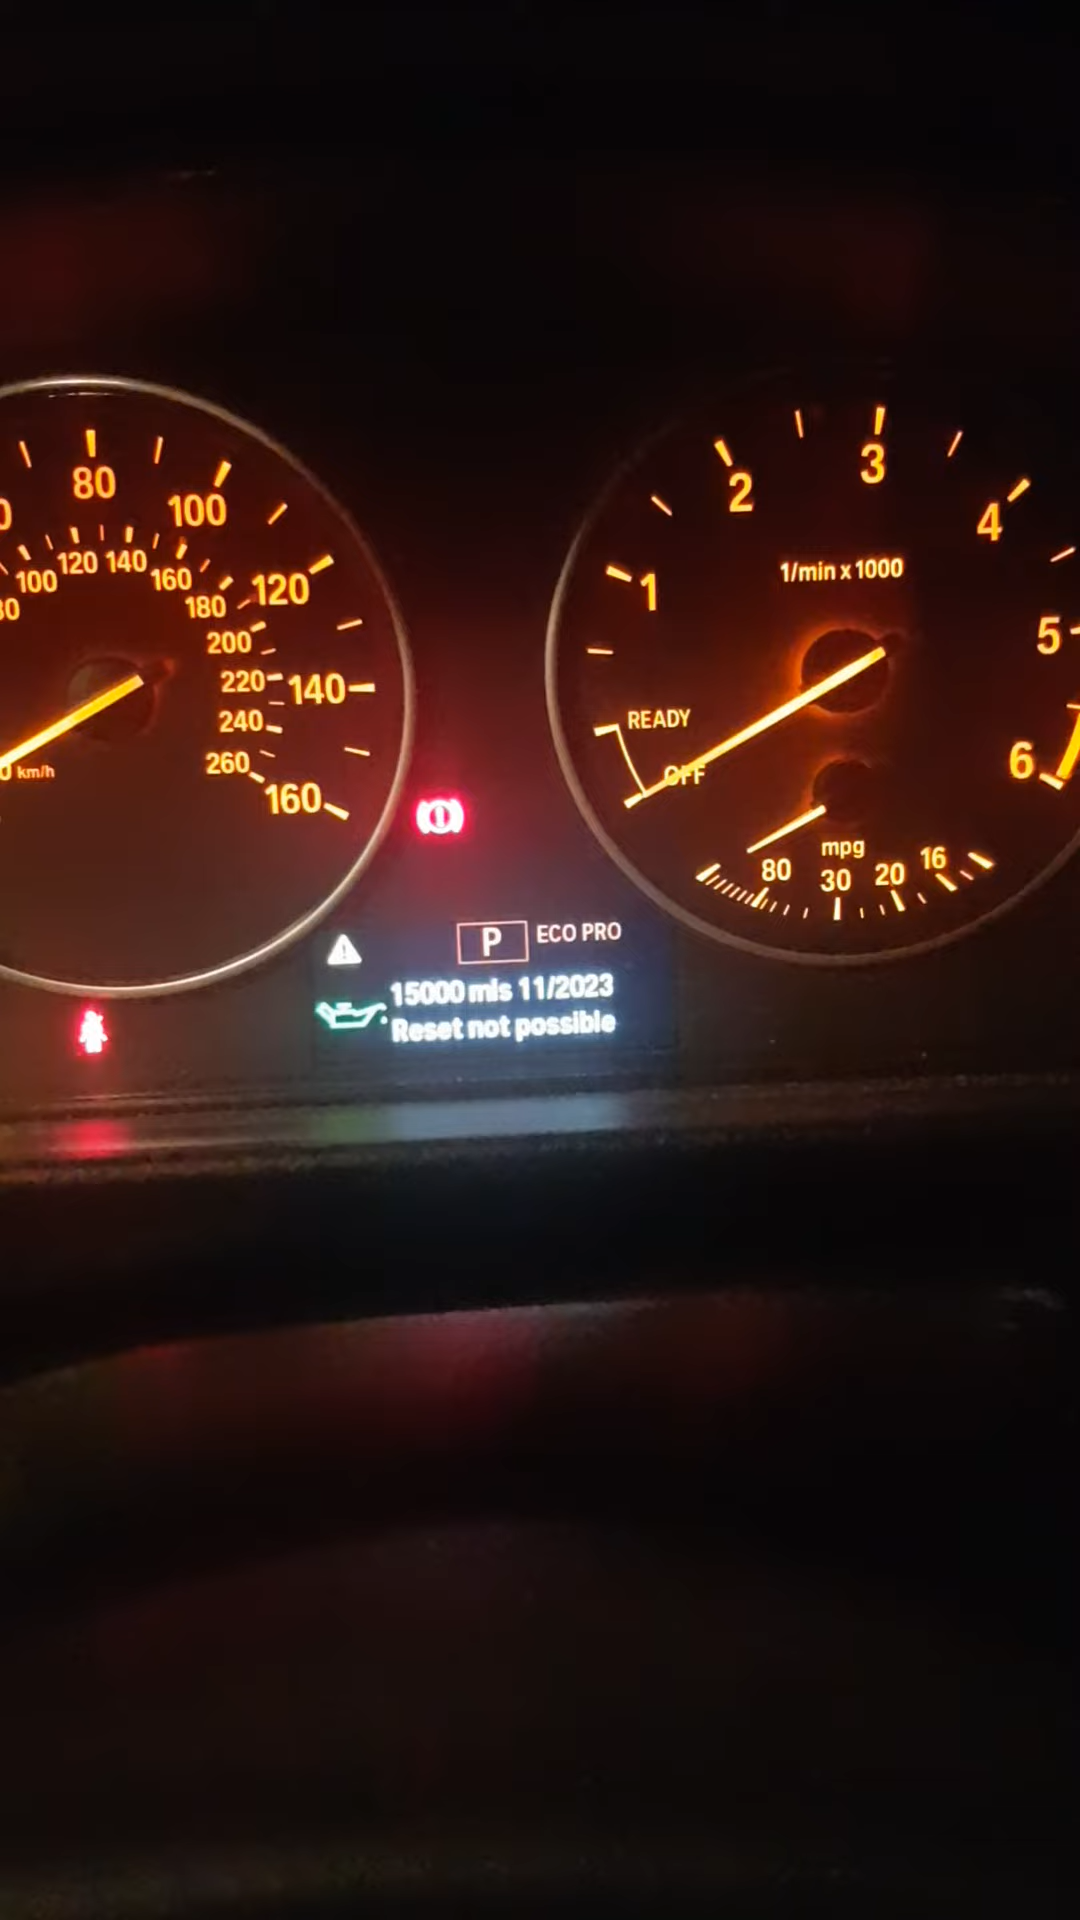 80
100
120
140
160
100
120
140
160
180
200
220
240
260
km/h
1
2
3
4
5
6
1/min x 1000
READY
OFF
mpg
80
30
20
16
P
ECO PRO
15000 mls 11/2023
Reset not possible